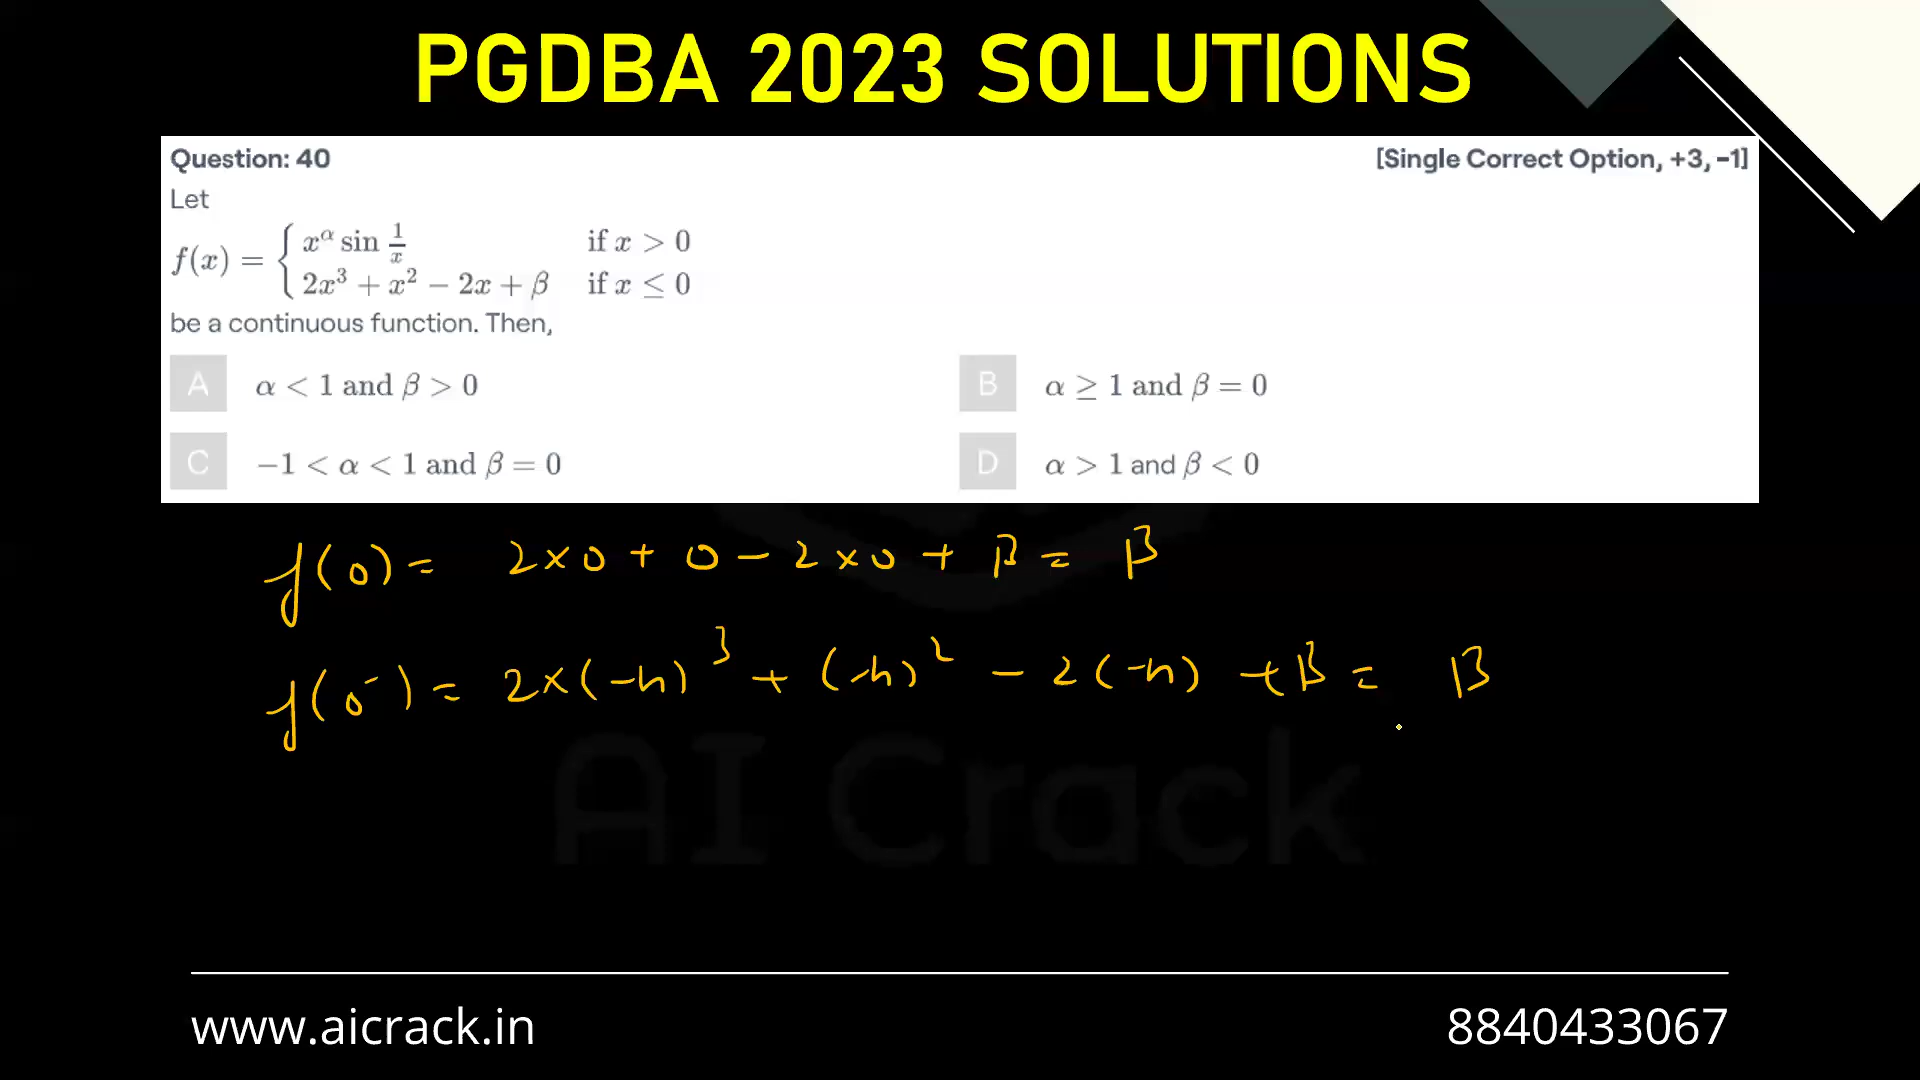 PGDBA 2023 SOLUTIONS
Question: 40 [Single Correct Option, +3, −1]
Let
f(x) = { x^α sin 1/x if x > 0
2x³ + x² − 2x + β if x ≤ 0
be a continuous function. Then,
A α < 1 and β > 0 B α ≥ 1 and β = 0
C −1 < α < 1 and β = 0 D α > 1 and β < 0
f(0) = 2×0 + 0 − 2×0 + β = β
f(0⁻) = 2×(−h)³ + (−h)² − 2(−h) + β = β
AI Crack
www.aicrack.in 8840433067